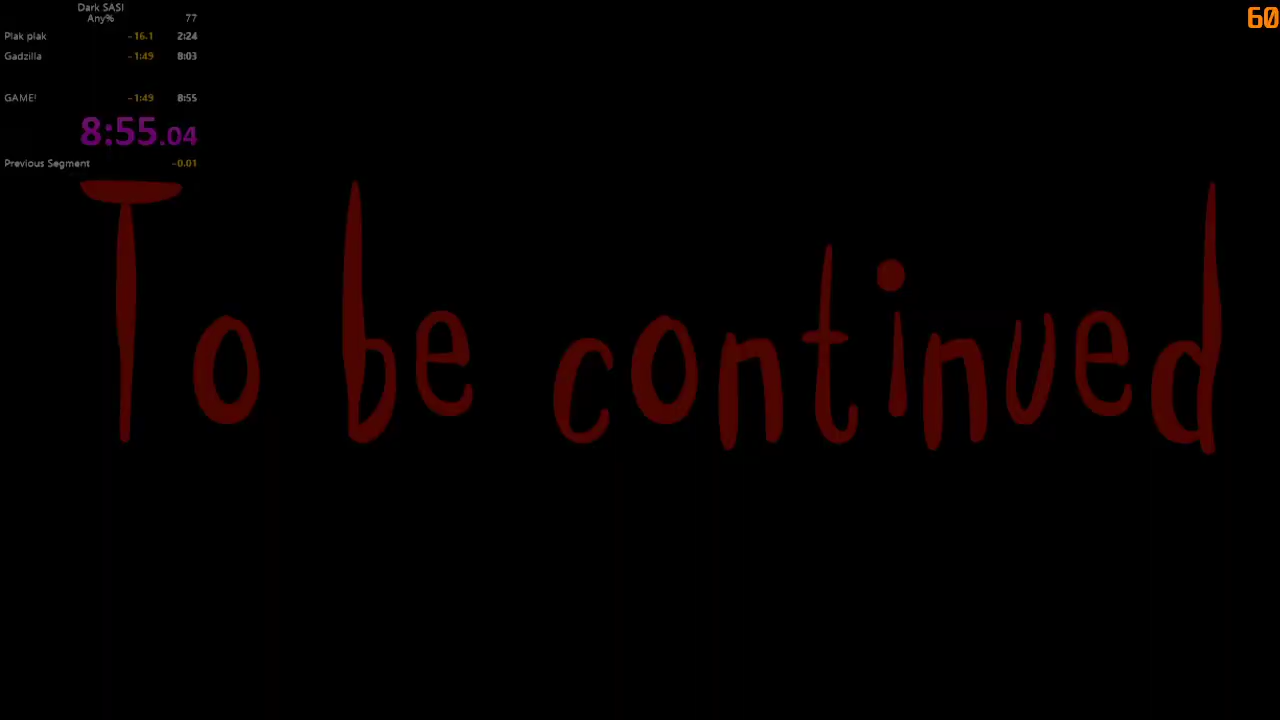 Dark SAS!
Any% 77
Plak plak -16.1 2:24
Gadzilla -1:49 8:03
GAME! -1:49 8:55
8:55.04
Previous Segment -0.01
60
To be continued